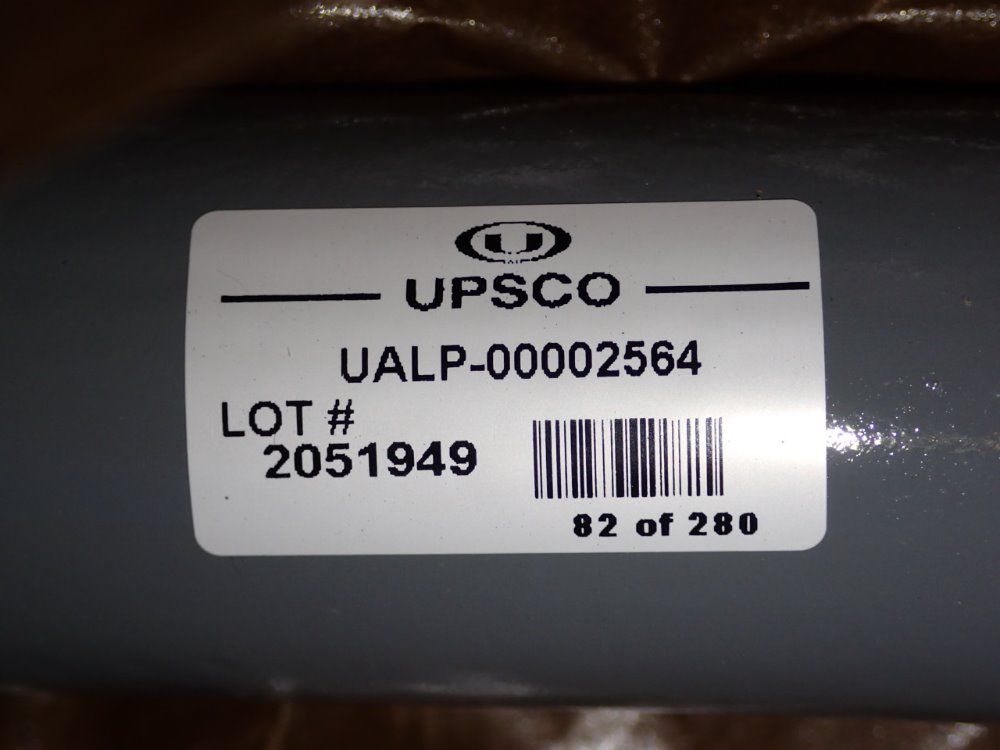 U
UPSCO
UALP-00002564
LOT #
2051949
82 of 280